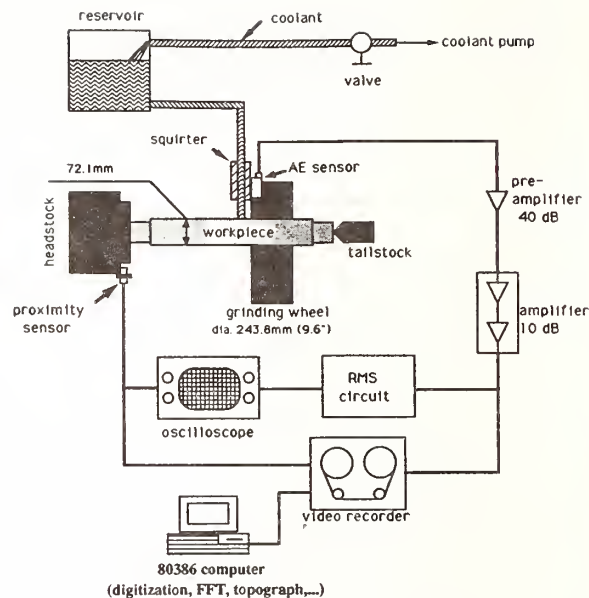 reservoir
coolant
coolant pump
valve
squirter
AE sensor
72.1mm
pre-
amplifier
40 dB
headstock
workpiece
tailstock
proximity
sensor
grinding wheel
dia. 243.8mm (9.6")
amplifier
10 dB
RMS
circuit
oscilloscope
video recorder
80386 computer
(digitization, FFT, topograph,...)